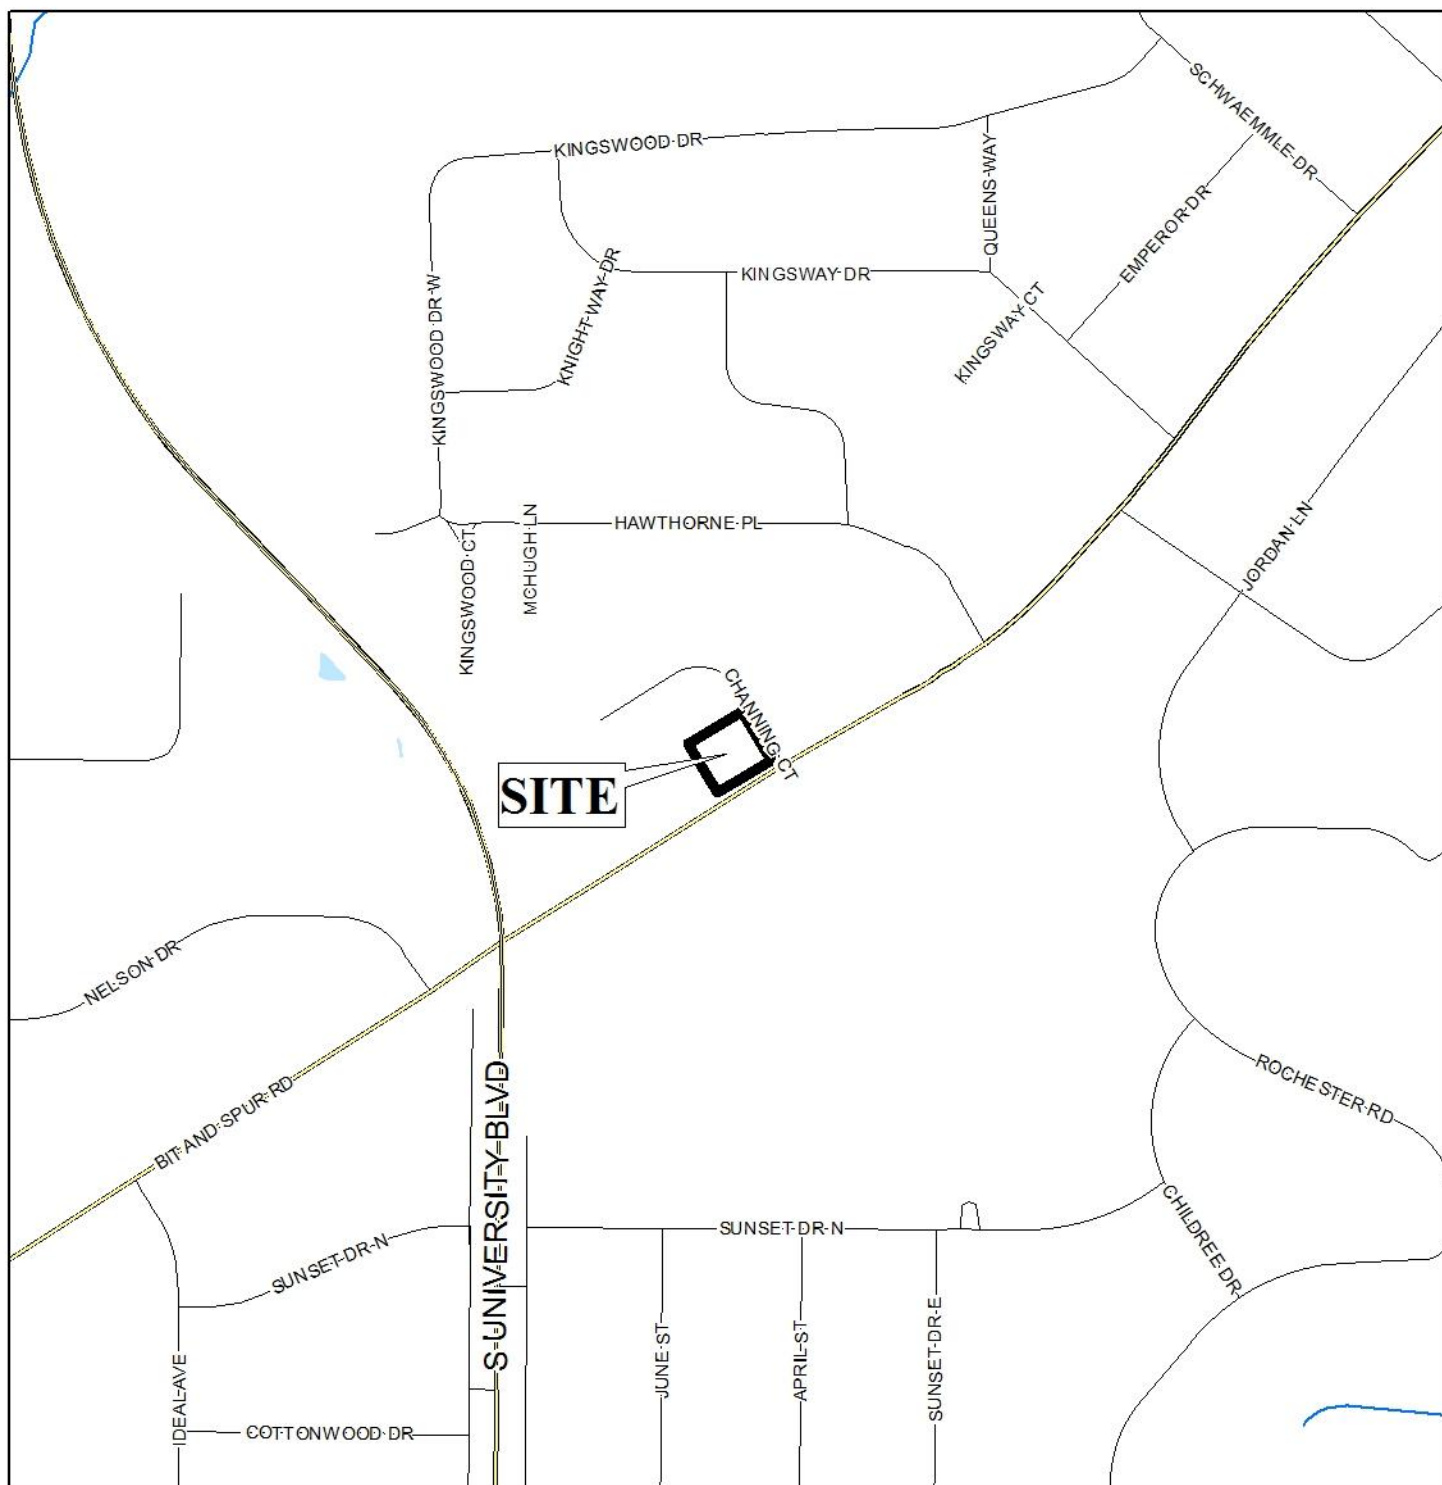 SCHWAEMMLE DR
KINGSWOOD DR
QUEENS WAY
EMPEROR DR
KINGSWAY DR
KNIGHT WAY DR
KINGSWOOD DR W
KINGSWAY CT
HAWTHORNE PL
MCHUGH LN
KINGSWOOD CT
JORDAN LN
CHANNING CT
SITE
NELSON DR
BIT AND SPUR RD
S UNIVERSITY BLVD
ROCHESTER RD
SUNSET DR N
SUNSET DR N
CHILDREE DR
IDEAL AVE
JUNE ST
APRIL ST
SUNSET DR E
COTTONWOOD DR